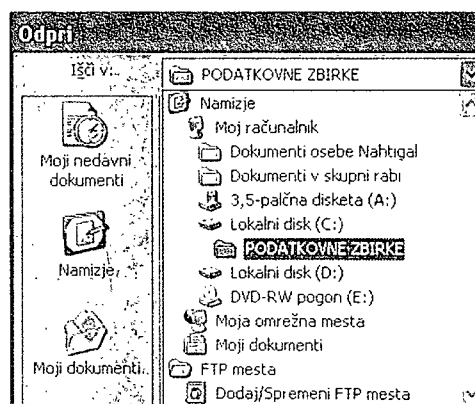 Odpri
Išči v:
PODATKOVNE ZBIRKE
Namizje
Moj računalnik
Dokumenti osebe Nahtigal
Dokumenti v skupni rabi
3,5-palčna disketa (A:)
Lokalni disk (C:)
PODATKOVNE ZBIRKE
Lokalni disk (D:)
DVD-RW pogon (E:)
Moja omrežna mesta
Moji dokumenti
FTP mesta
Dodaj/Spremeni FTP mesta
Moji nedavni
dokumenti
Namizje
Moji dokumenti